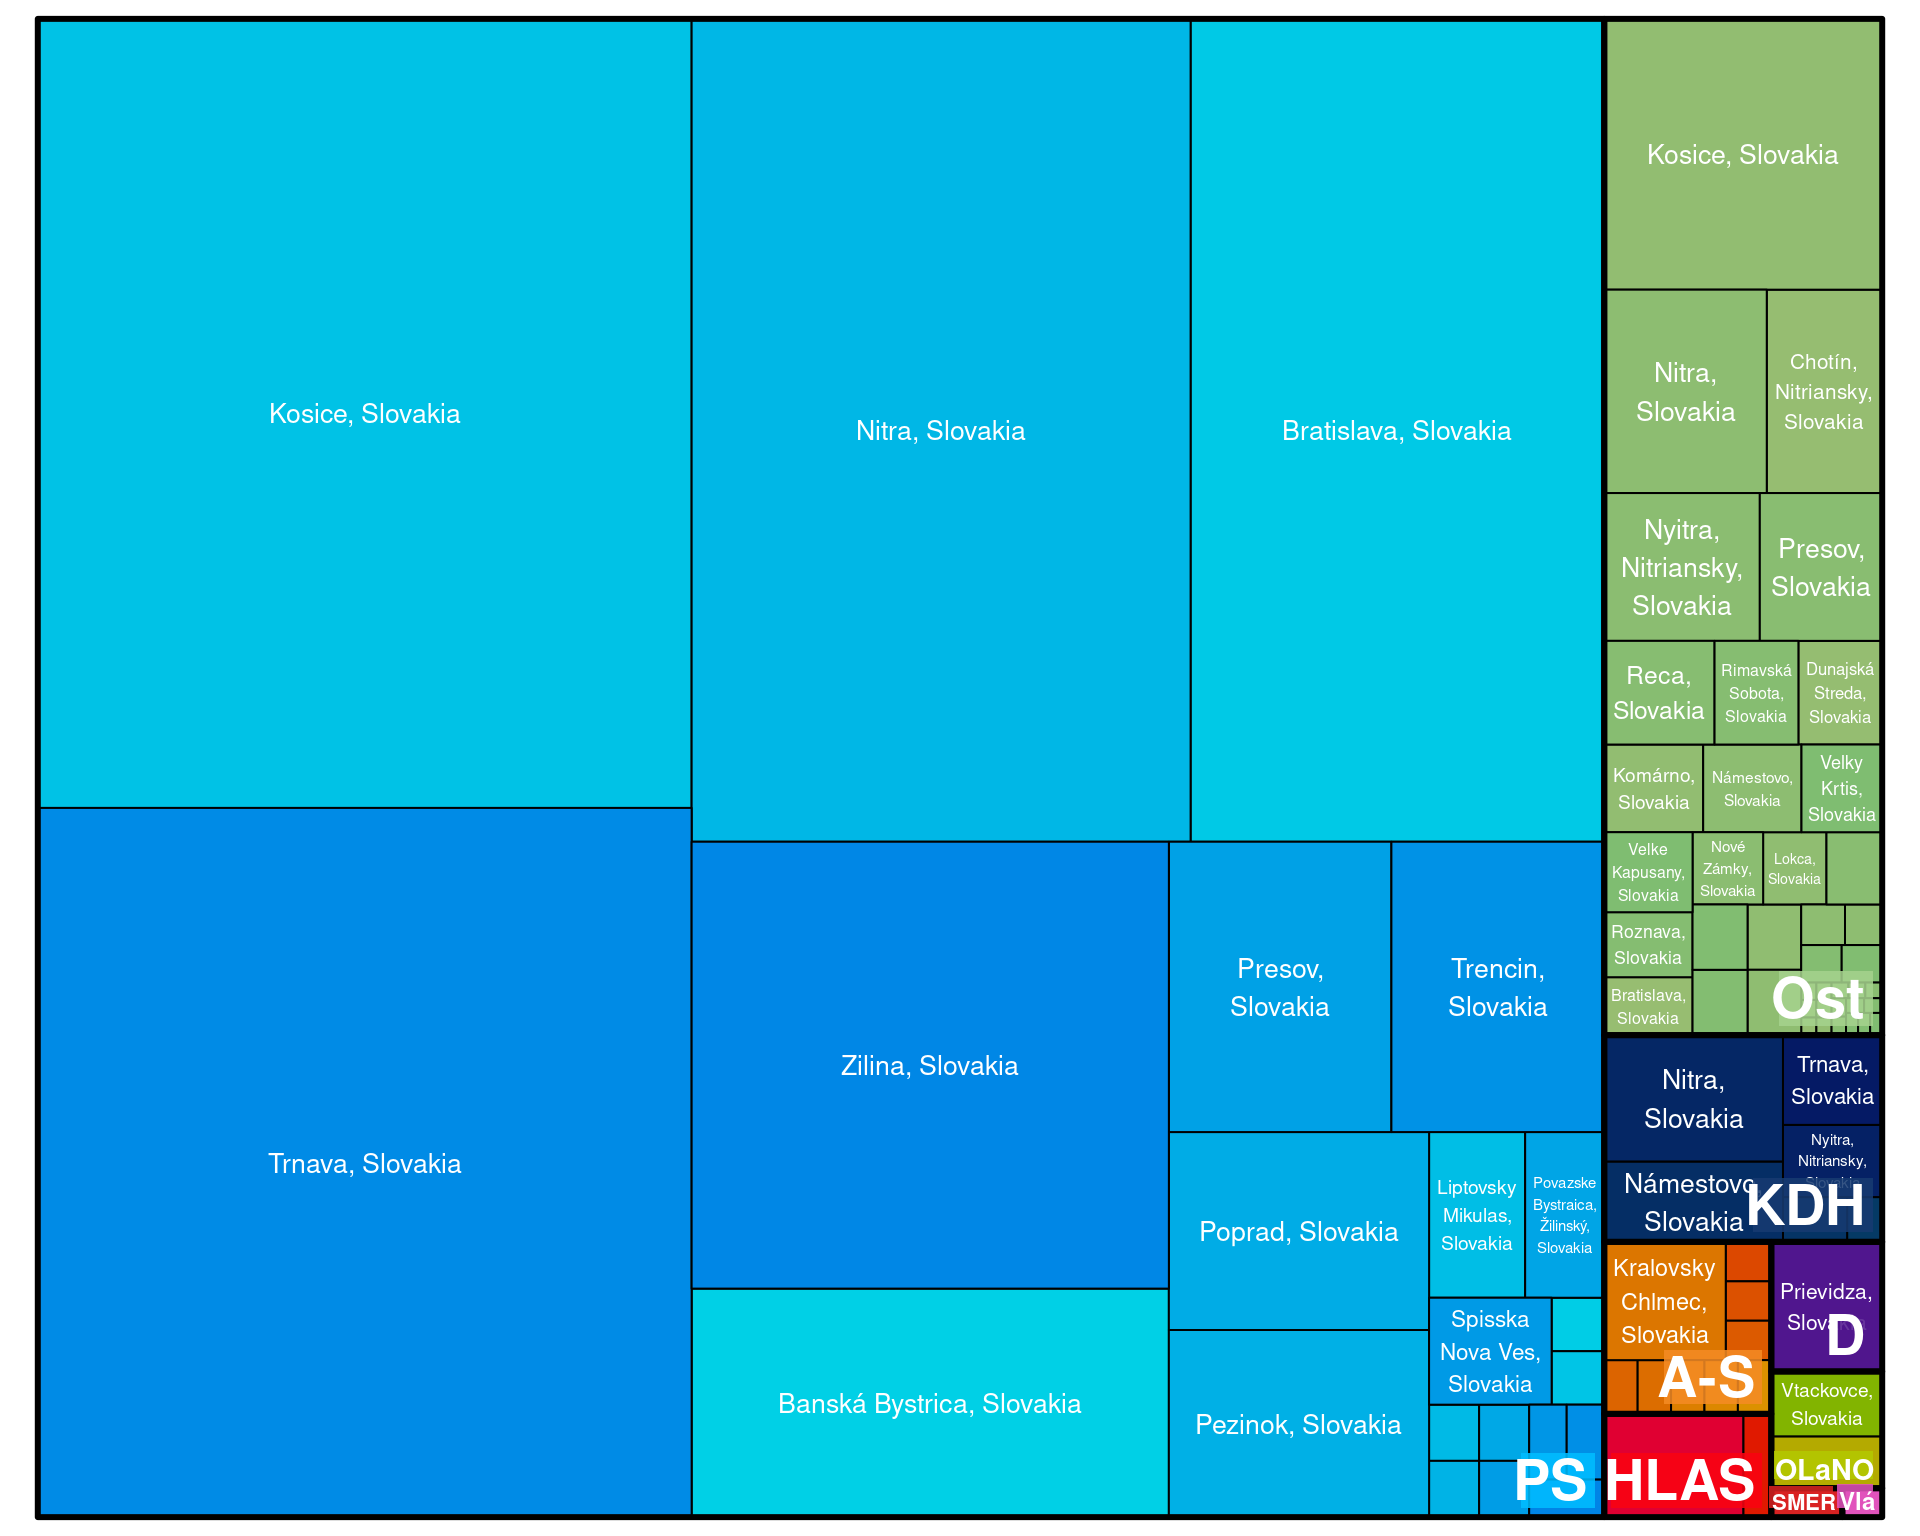 Kosice, Slovakia
Nitra, Slovakia
Bratislava, Slovakia
Trnava, Slovakia
Zilina, Slovakia
Banská Bystrica, Slovakia
Presov,
Slovakia
Trencin,
Slovakia
Poprad, Slovakia
Pezinok, Slovakia
Liptovsky
Mikulas,
Slovakia
Povazske
Bystraica,
Žilinský,
Slovakia
Spisska
Nova Ves,
Slovakia
PS
Kosice, Slovakia
Nitra,
Slovakia
Chotín,
Nitriansky,
Slovakia
Nyitra,
Nitriansky,
Slovakia
Presov,
Slovakia
Reca,
Slovakia
Rimavská
Sobota,
Slovakia
Dunajská
Streda,
Slovakia
Komárno,
Slovakia
Námestovo,
Slovakia
Velky
Krtis,
Slovakia
Velke
Kapusany,
Slovakia
Nové
Zámky,
Slovakia
Lokca,
Slovakia
Roznava,
Slovakia
Bratislava,
Slovakia
Ost
Nitra,
Slovakia
Trnava,
Slovakia
Nyitra,
Nitriansky,
Slovakia
Námestovo,
Slovakia
KDH
Kralovsky
Chlmec,
Slovakia
A-S
Prievidza,
Slovakia
D
Vtackovce,
Slovakia
HLAS
OLaNO
SMER
Vlá